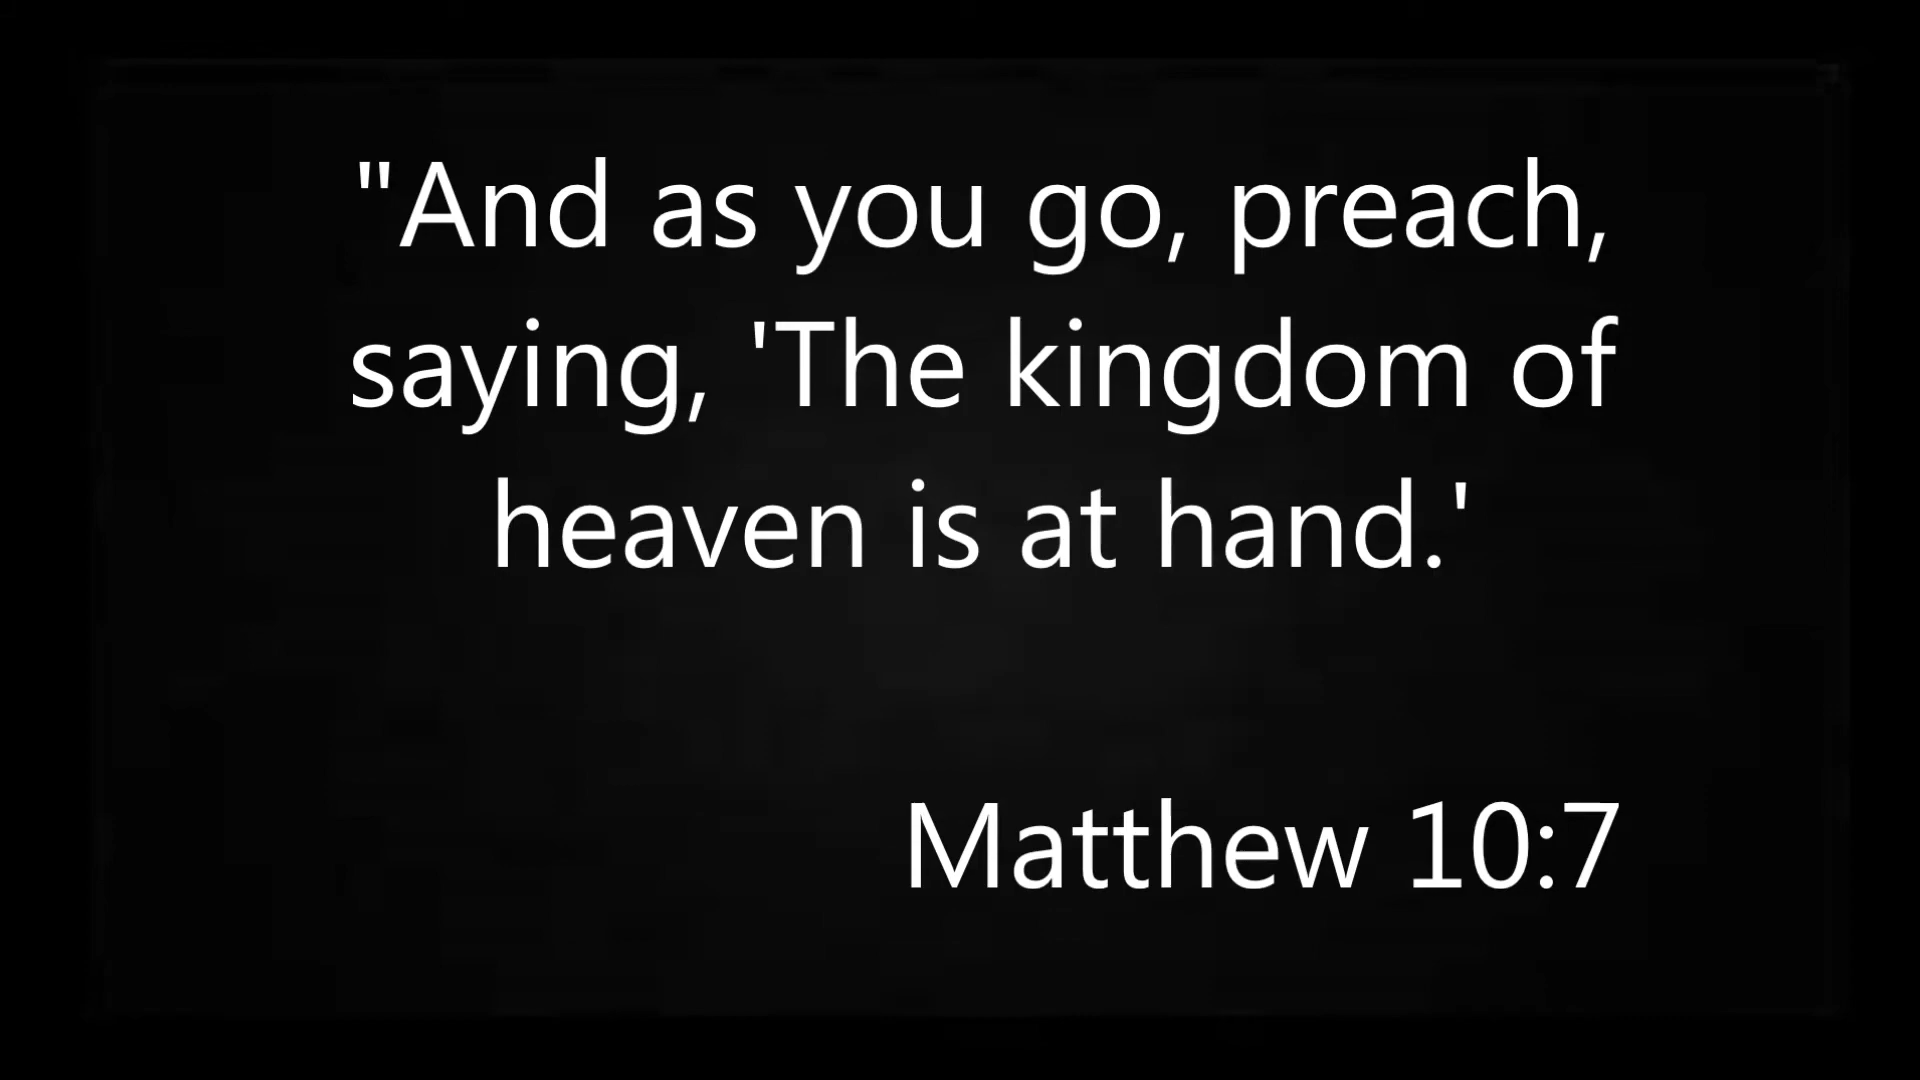 "And as you go, preach,
saying, 'The kingdom of
heaven is at hand.'
Matthew 10:7